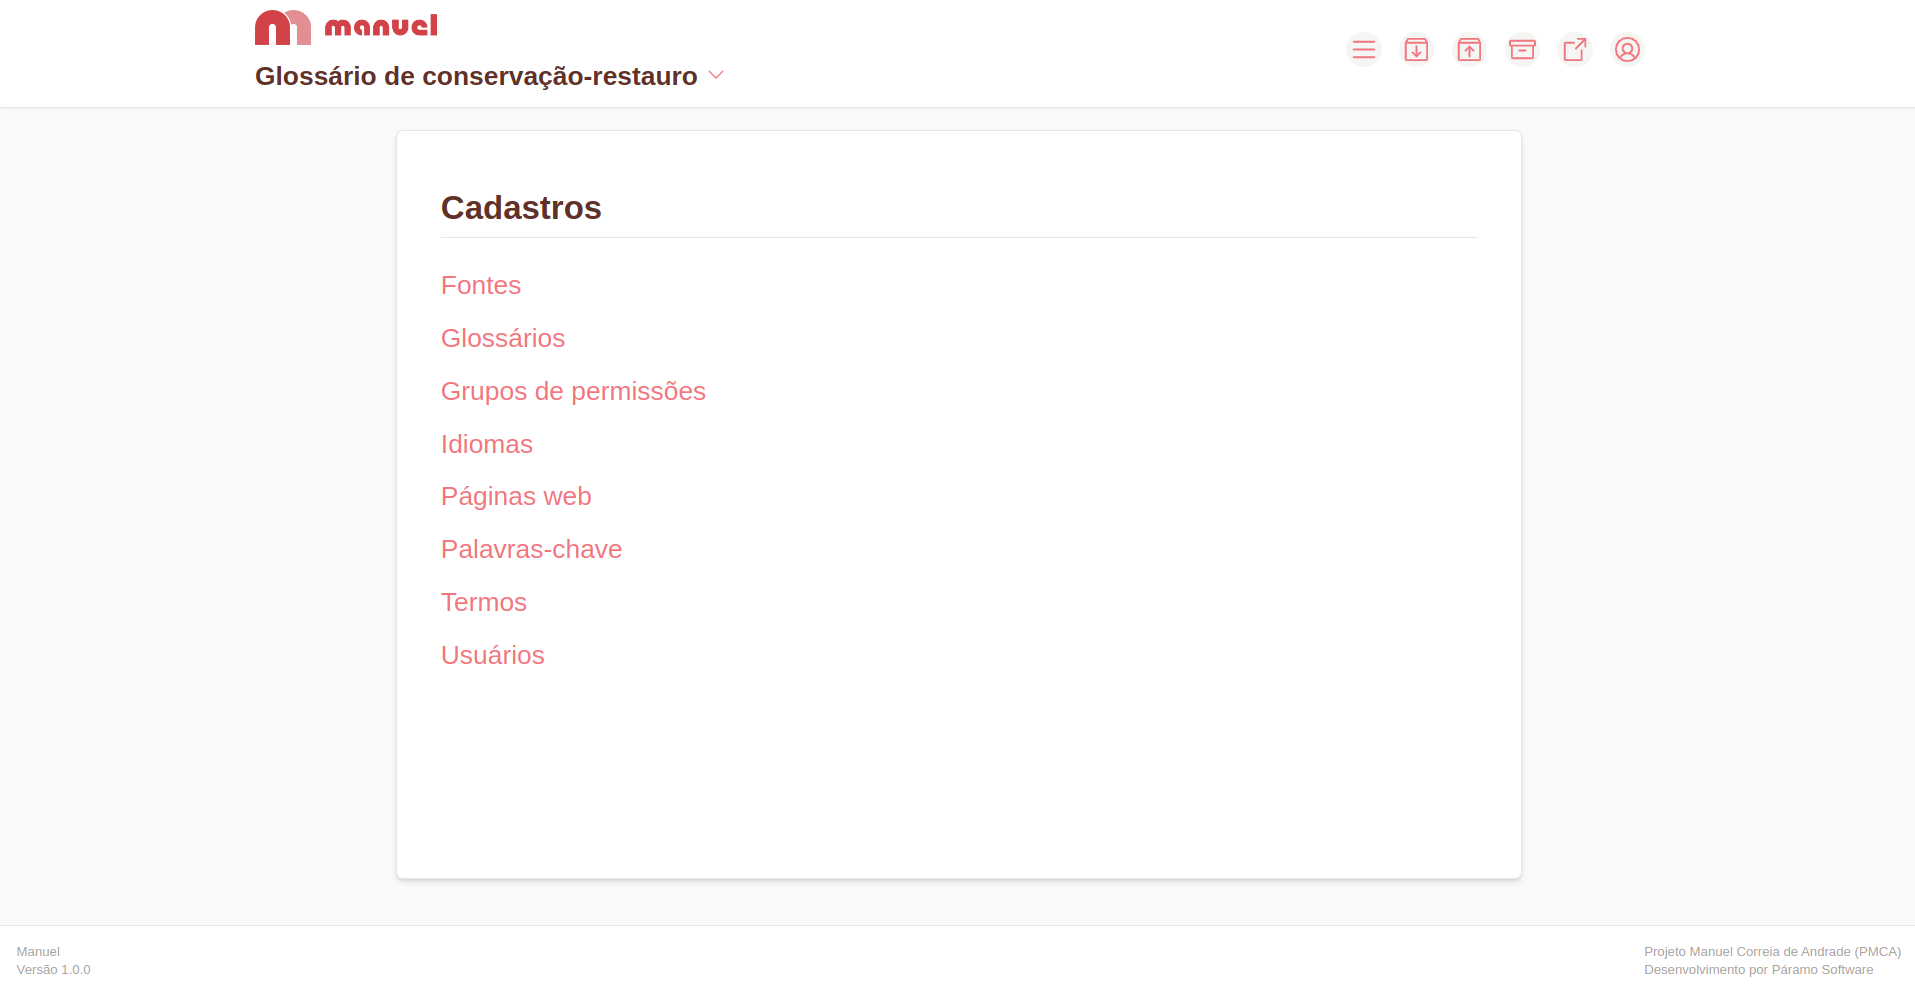 manuel
Glossário de conservação-restauro
Cadastros
Fontes
Glossários
Grupos de permissões
Idiomas
Páginas web
Palavras-chave
Termos
Usuários
Manuel
Versão 1.0.0
Projeto Manuel Correia de Andrade (PMCA)
Desenvolvimento por Páramo Software